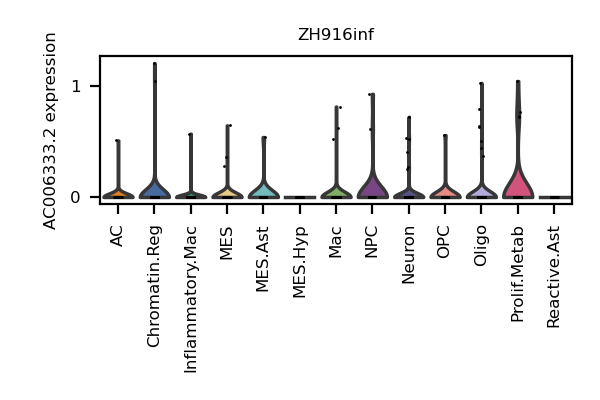 ZH916inf
AC006333.2 expression
1
0
AC
Chromatin.Reg
Inflammatory.Mac
MES
MES.Ast
MES.Hyp
Mac
NPC
Neuron
OPC
Oligo
Prolif.Metab
Reactive.Ast